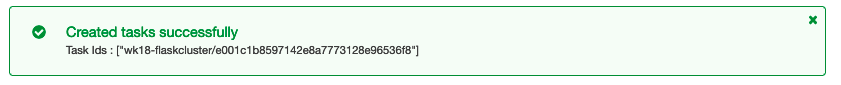 Created tasks successfully
Task Ids : ["wk18-flaskcluster/e001c1b8597142e8a7773128e96536f8"]